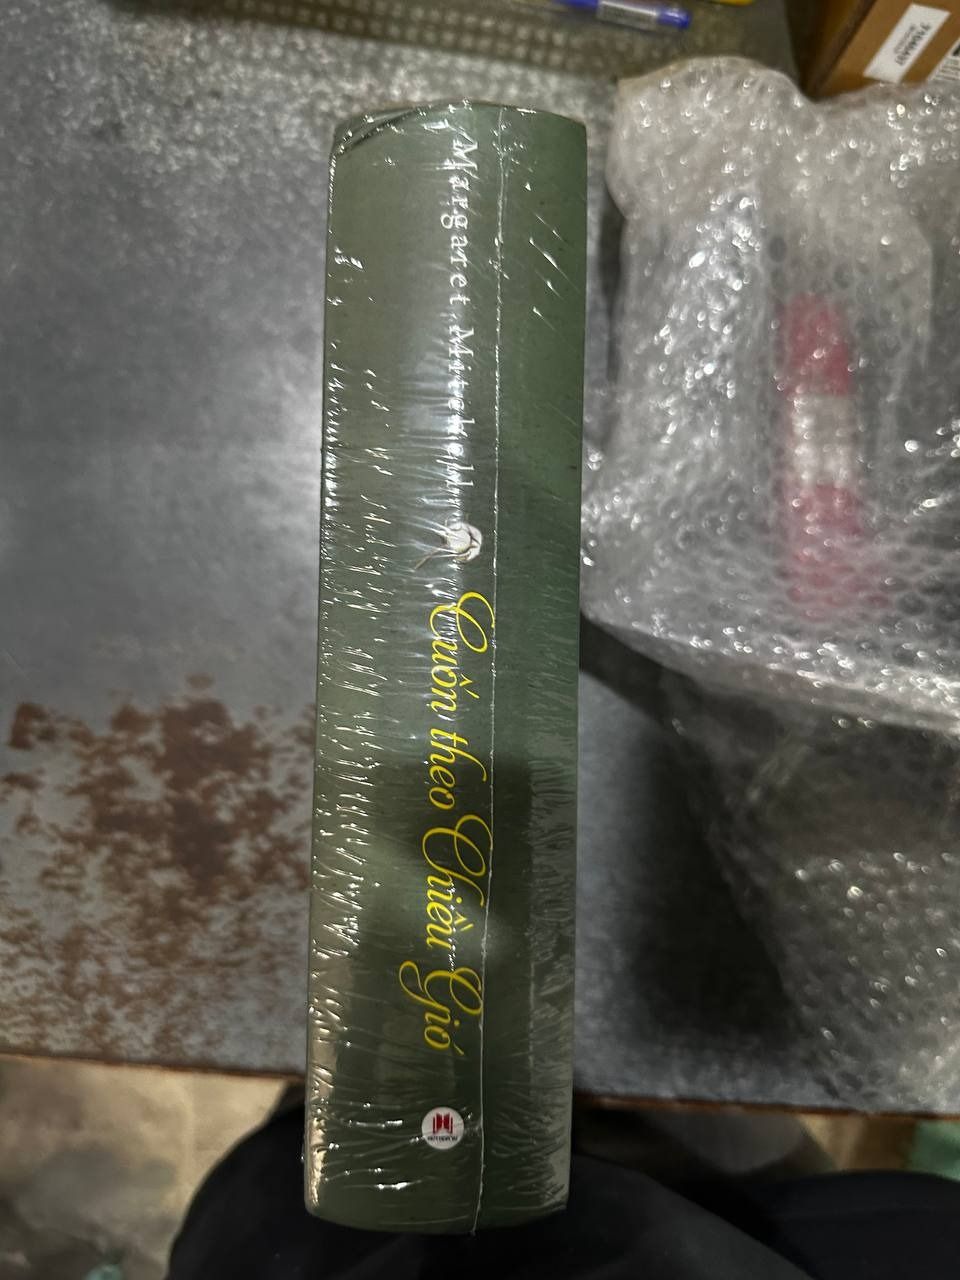 Margaret Mitchell
Cuốn theo Chiều Gió